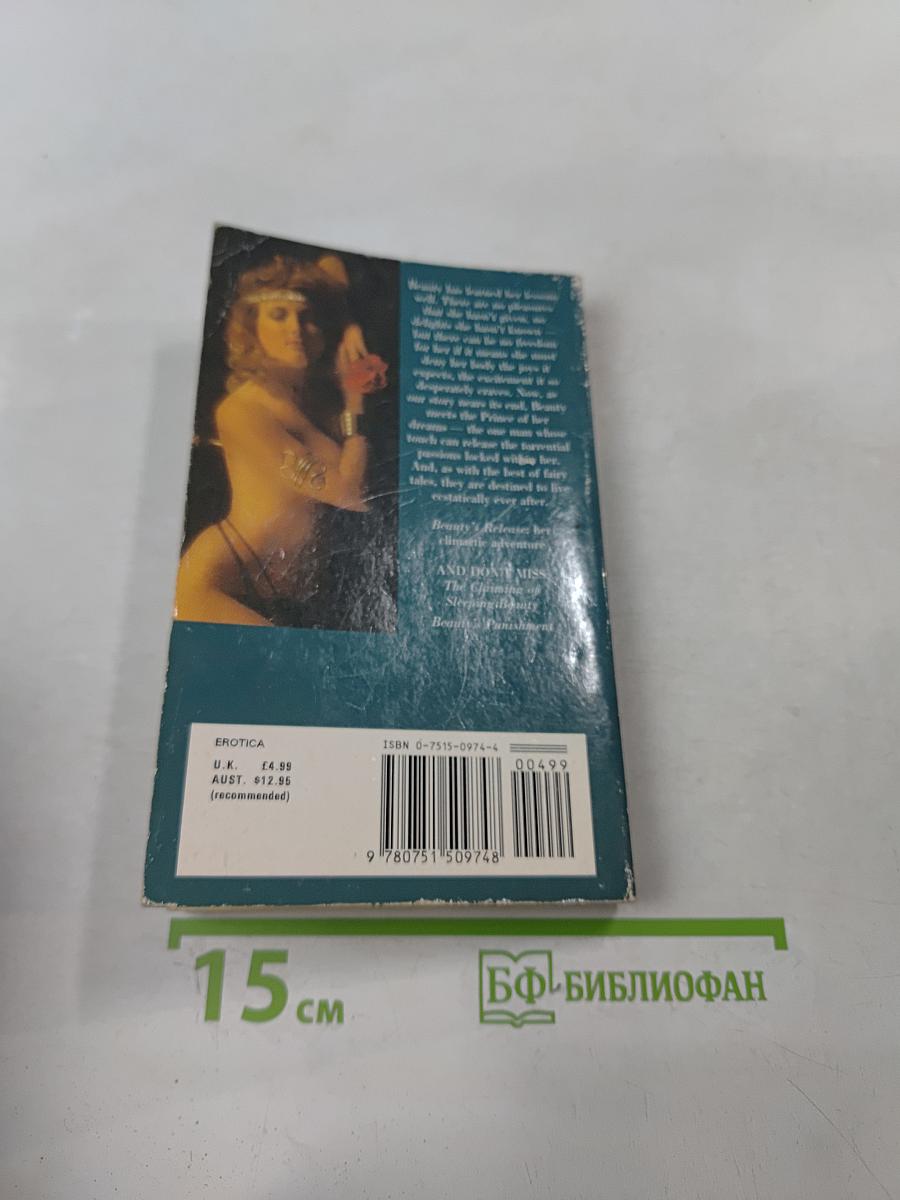 Beauty has learned her lessons
well. There are no pleasures
that she hasn't given, no
delights she hasn't known —
but there can be no freedom
for her if it means she must
deny her body the joys it
expects, the excitement it so
desperately craves. Now, as
our story nears its end, Beauty
meets the Prince of her
dreams — the one man whose
touch can release the torrential
passions locked within her.
And, as with the best of fairy
tales, they are destined to live
ecstatically ever after.
Beauty's Release: her
climactic adventure
AND DON'T MISS
The Claiming of
Sleeping Beauty
Beauty's Punishment
EROTICA
U.K. £4.99
AUST. $12.95
(recommended)
ISBN 0-7515-0974-4
00499
9 780751 509748
15 см
БФ БИБЛИОФАН